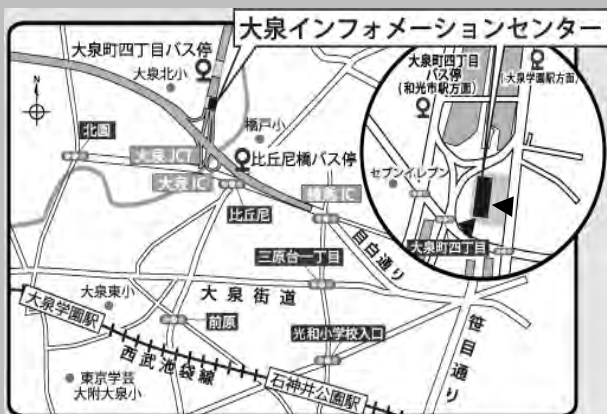 大泉インフォメーションセンター
大泉町四丁目バス停
大泉北小
N
橋戸小
北園
大泉JCT
比丘尼橋バス停
大泉IC
練馬IC
比丘尼
目白通り
三原台一丁目
大泉街道
大泉東小
大泉学園駅
前原
光和小学校入口
西武池袋線
石神井公園駅
東京学芸
大附大泉小
笹目通り
大泉町四丁目
バス停
(和光市駅方面)
(大泉学園駅方面)
セブンイレブン
大泉町四丁目